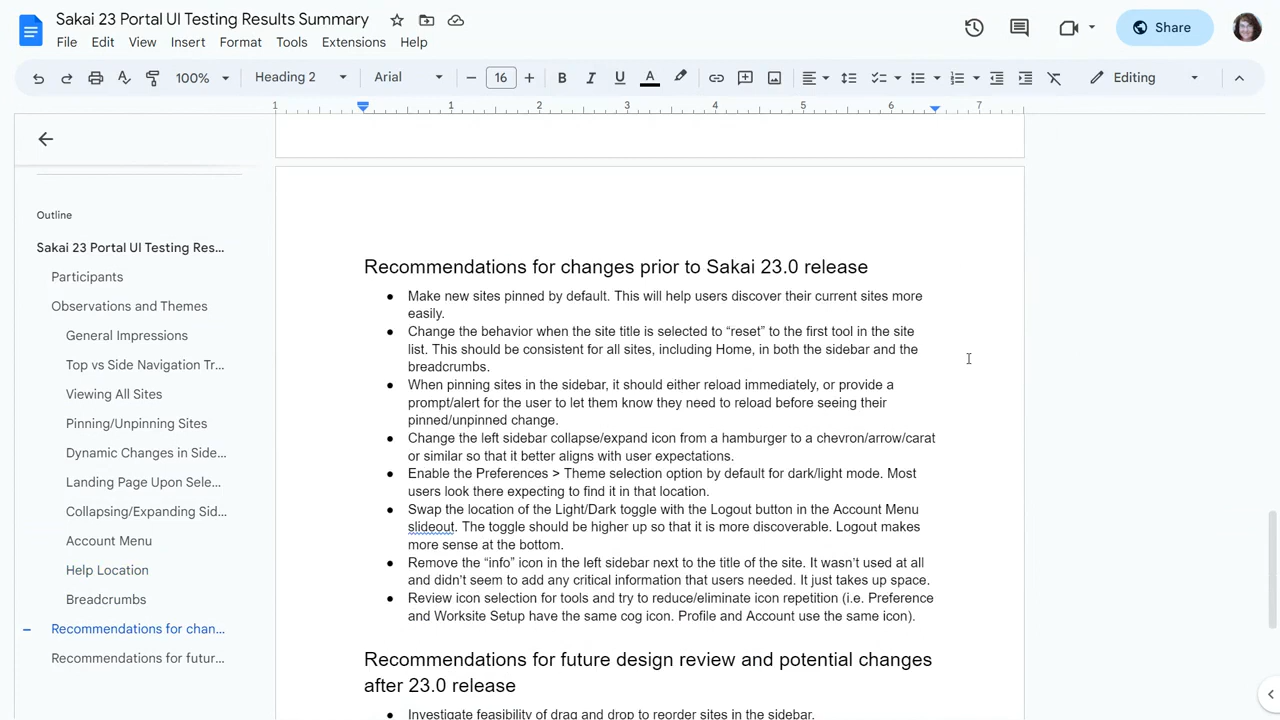 Sakai 23 Portal UI Testing Results Summary
File Edit View Insert Format Tools Extensions Help
Share
100% Heading 2 Arial 16 B I U A Editing
1 1 2 3 4 5 6 7
Outline
Sakai 23 Portal UI Testing Res...
Participants
Observations and Themes
General Impressions
Top vs Side Navigation Tr...
Viewing All Sites
Pinning/Unpinning Sites
Dynamic Changes in Side...
Landing Page Upon Sele...
Collapsing/Expanding Sid...
Account Menu
Help Location
Breadcrumbs
Recommendations for chan...
Recommendations for futur...
Recommendations for changes prior to Sakai 23.0 release
● Make new sites pinned by default. This will help users discover their current sites more
easily.
● Change the behavior when the site title is selected to “reset” to the first tool in the site
list. This should be consistent for all sites, including Home, in both the sidebar and the
breadcrumbs.
● When pinning sites in the sidebar, it should either reload immediately, or provide a
prompt/alert for the user to let them know they need to reload before seeing their
pinned/unpinned change.
● Change the left sidebar collapse/expand icon from a hamburger to a chevron/arrow/carat
or similar so that it better aligns with user expectations.
● Enable the Preferences > Theme selection option by default for dark/light mode. Most
users look there expecting to find it in that location.
● Swap the location of the Light/Dark toggle with the Logout button in the Account Menu
slideout. The toggle should be higher up so that it is more discoverable. Logout makes
more sense at the bottom.
● Remove the “info” icon in the left sidebar next to the title of the site. It wasn’t used at all
and didn’t seem to add any critical information that users needed. It just takes up space.
● Review icon selection for tools and try to reduce/eliminate icon repetition (i.e. Preference
and Worksite Setup have the same cog icon. Profile and Account use the same icon).
Recommendations for future design review and potential changes
after 23.0 release
● Investigate feasibility of drag and drop to reorder sites in the sidebar.